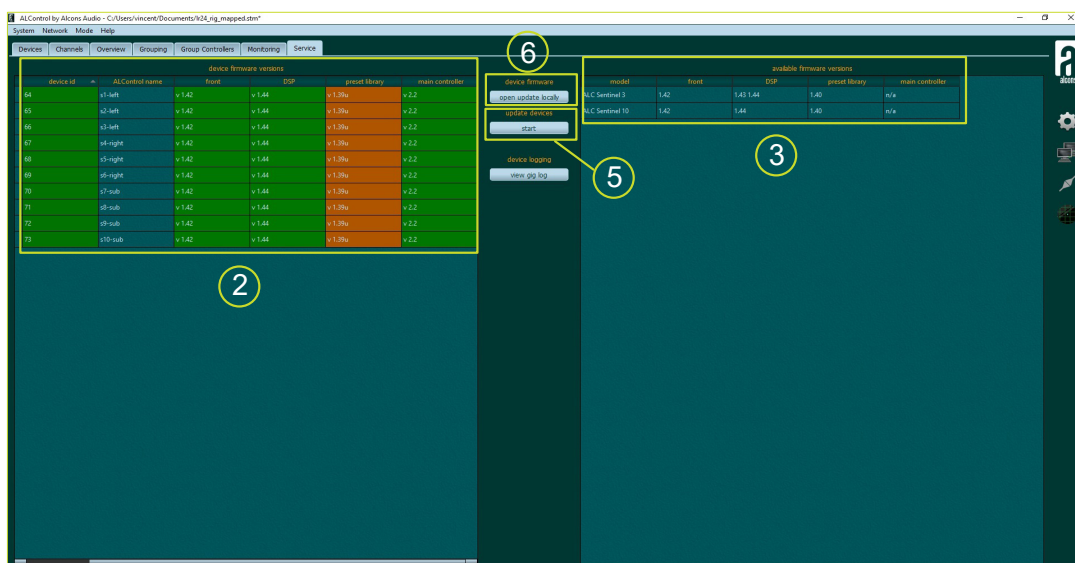 ALControl by Alcons Audio - C:/Users/vincent/Documents/lr24_rig_mapped.stm*
System Network Mode Help
Devices Channels Overview Grouping Group Controllers Monitoring Service
6
alcons
device firmware versions
device id ALControl name front DSP preset library main controller
64 s1-left v 1.42 v 1.44 v 1.39u v 2.2
65 s2-left v 1.42 v 1.44 v 1.39u v 2.2
66 s3-left v 1.42 v 1.44 v 1.39u v 2.2
67 s4-right v 1.42 v 1.44 v 1.39u v 2.2
68 s5-right v 1.42 v 1.44 v 1.39u v 2.2
69 s6-right v 1.42 v 1.44 v 1.39u v 2.2
70 s7-sub v 1.42 v 1.44 v 1.39u v 2.2
71 s8-sub v 1.42 v 1.44 v 1.39u v 2.2
72 s9-sub v 1.42 v 1.44 v 1.39u v 2.2
73 s10-sub v 1.42 v 1.44 v 1.39u v 2.2
2
device firmware
open update locally
update devices
start
device logging
view gig log
5
available firmware versions
model front DSP preset library main controller
ALC Sentinel 3 1.42 1.43 1.44 1.40 n/a
ALC Sentinel 10 1.42 1.44 1.40 n/a
3